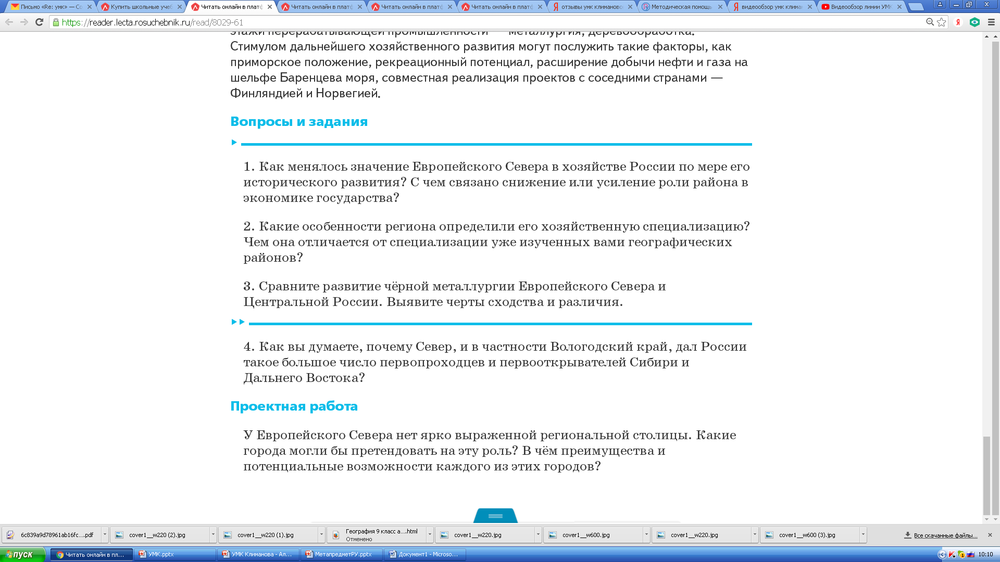 Письмо «Re: умк» — Со
Купить школьные учеб
Читать онлайн в платф
Читать онлайн в платф
Читать онлайн в платф
Читать онлайн в платф
отзывы умк климаново
Методическая помощь
видеообзор умк клима
Видеообзор линии УМК
https://reader.lecta.rosuchebnik.ru/read/8029-61
этажи перерабатывающей промышленности — металлургия, деревообработка.
Стимулом дальнейшего хозяйственного развития могут послужить такие факторы, как
приморское положение, рекреационный потенциал, расширение добычи нефти и газа на
шельфе Баренцева моря, совместная реализация проектов с соседними странами —
Финляндией и Норвегией.
Вопросы и задания
1. Как менялось значение Европейского Севера в хозяйстве России по мере его
исторического развития? С чем связано снижение или усиление роли района в
экономике государства?
2. Какие особенности региона определили его хозяйственную специализацию?
Чем она отличается от специализации уже изученных вами географических
районов?
3. Сравните развитие чёрной металлургии Европейского Севера и
Центральной России. Выявите черты сходства и различия.
4. Как вы думаете, почему Север, и в частности Вологодский край, дал России
такое большое число первопроходцев и первооткрывателей Сибири и
Дальнего Востока?
Проектная работа
У Европейского Севера нет ярко выраженной региональной столицы. Какие
города могли бы претендовать на эту роль? В чём преимущества и
потенциальные возможности каждого из этих городов?
6c839a9d78961ab16fc....pdf
cover1__w220 (2).jpg
cover1__w220 (1).jpg
География 9 класс а....html
Отменено
cover1__w220.jpg
cover1__w600.jpg
cover1__w220.jpg
cover1__w600 (3).jpg
Все скачанные файлы...
пуск
Читать онлайн в пл...
УМК.pptx
УМК Климанова - Ал...
МетапредметРУ.pptx
Документ1 - Microso...
10:10